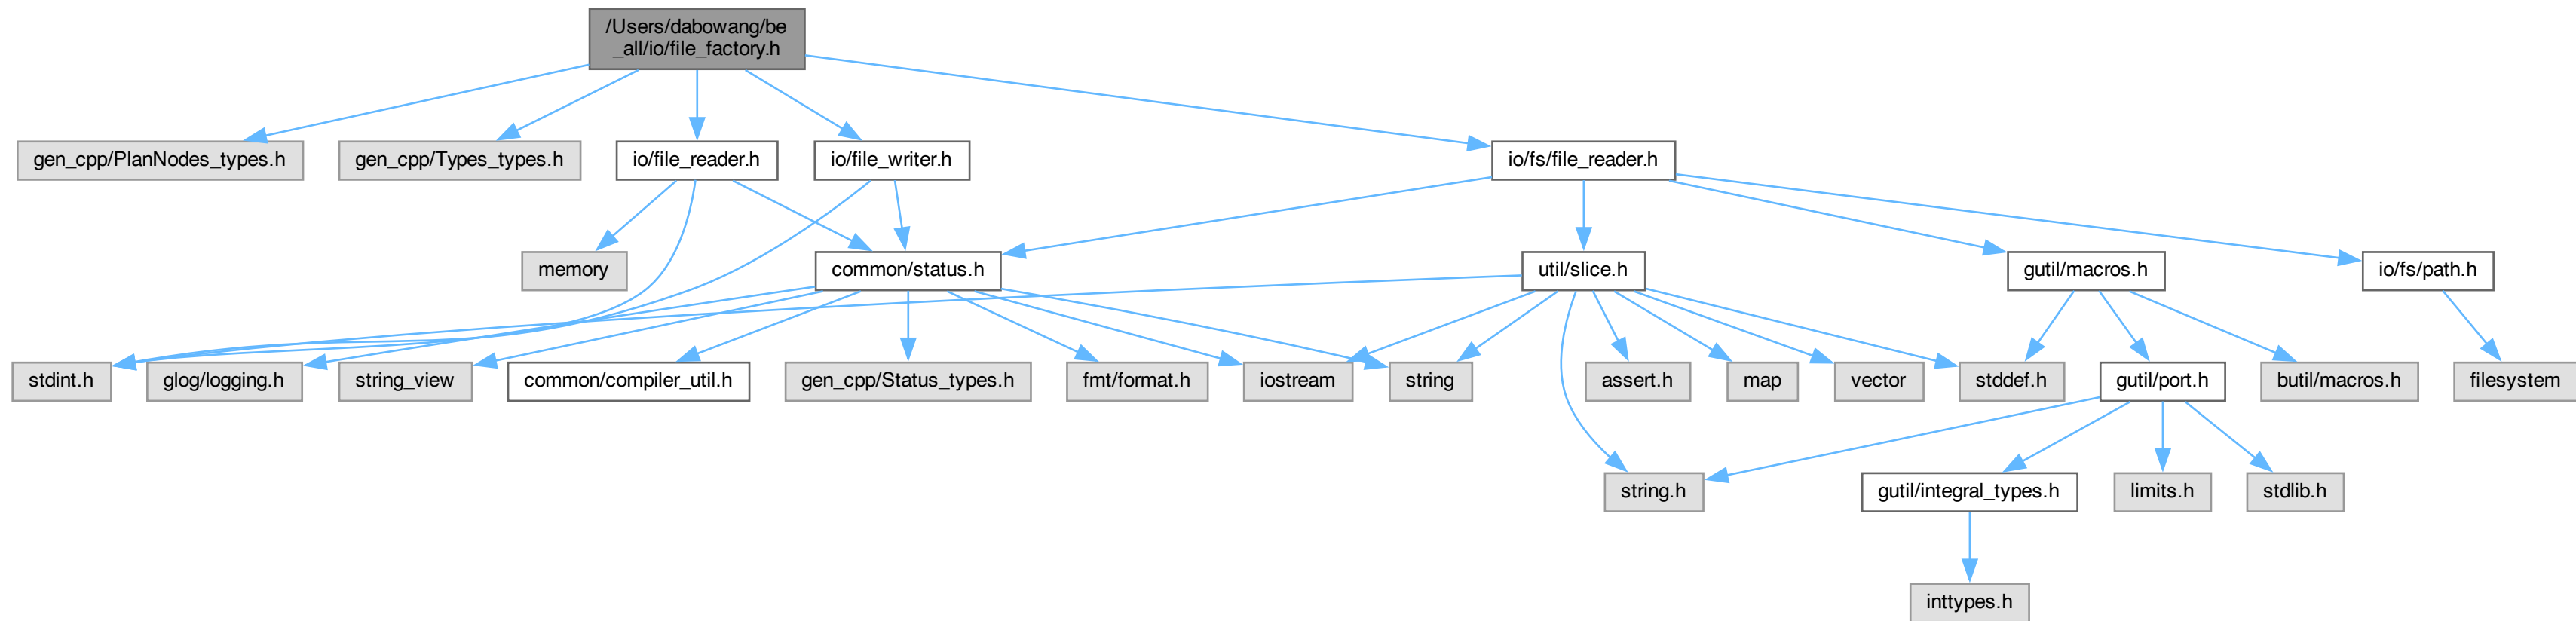 /Users/dabowang/be
_all/io/file_factory.h
gen_cpp/PlanNodes_types.h
gen_cpp/Types_types.h
io/file_reader.h
io/file_writer.h
io/fs/file_reader.h
memory
common/status.h
util/slice.h
gutil/macros.h
io/fs/path.h
stdint.h
glog/logging.h
string_view
common/compiler_util.h
gen_cpp/Status_types.h
fmt/format.h
iostream
string
assert.h
map
vector
stddef.h
gutil/port.h
butil/macros.h
filesystem
string.h
gutil/integral_types.h
limits.h
stdlib.h
inttypes.h